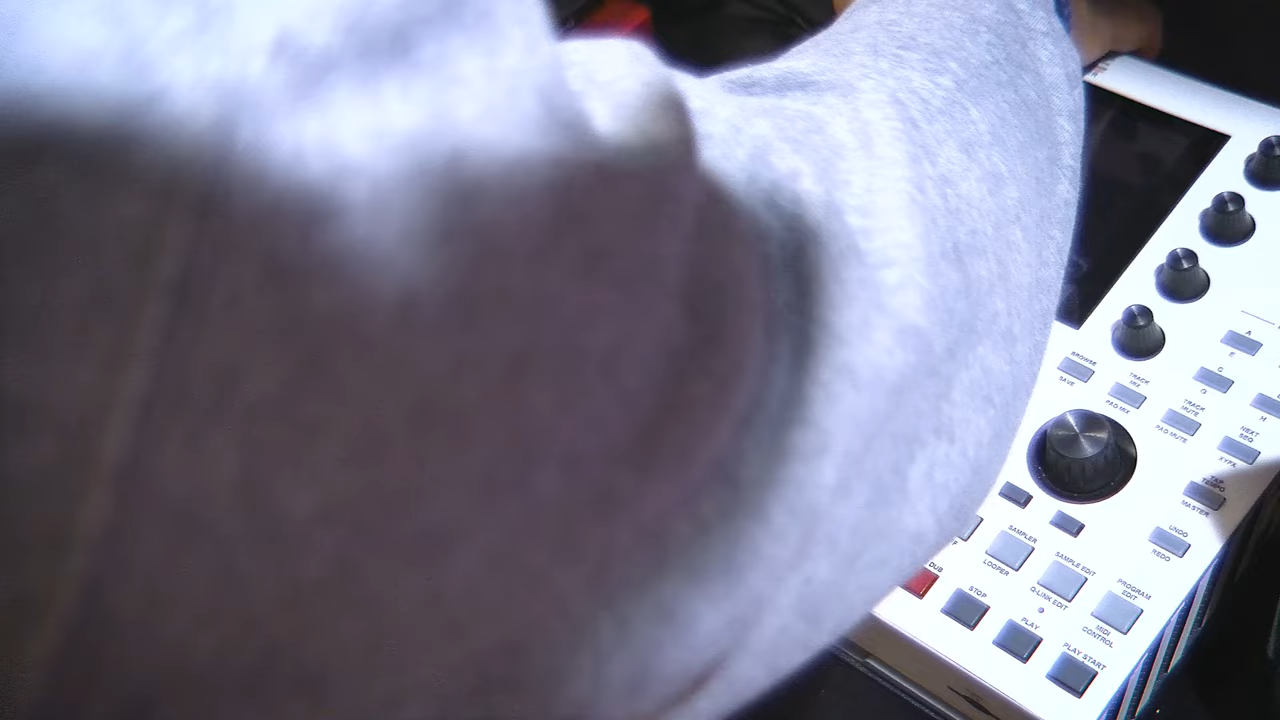 BROWSE
SAVE
TRACK
MIX
PAD MIX
TRACK
MUTE
PAD MUTE
NEXT
SEQ
XYFX
TAP
TEMPO
MASTER
UNDO
REDO
A
E
C
G
H
SAMPLER
LOOPER
SAMPLE EDIT
Q-LINK EDIT
PROGRAM
EDIT
MIDI
CONTROL
DUB
STOP
PLAY
PLAY START